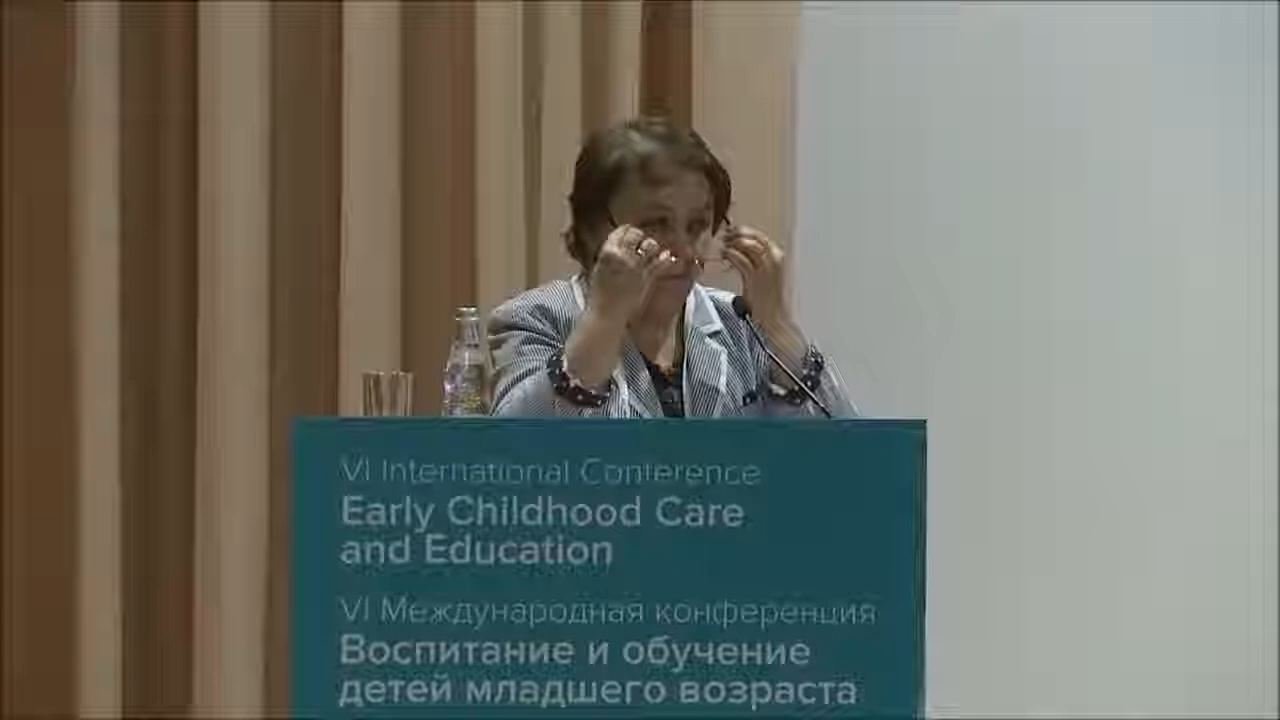 VI International Conference
Early Childhood Care
and Education
VI Международная конференция
Воспитание и обучение
детей младшего возраста